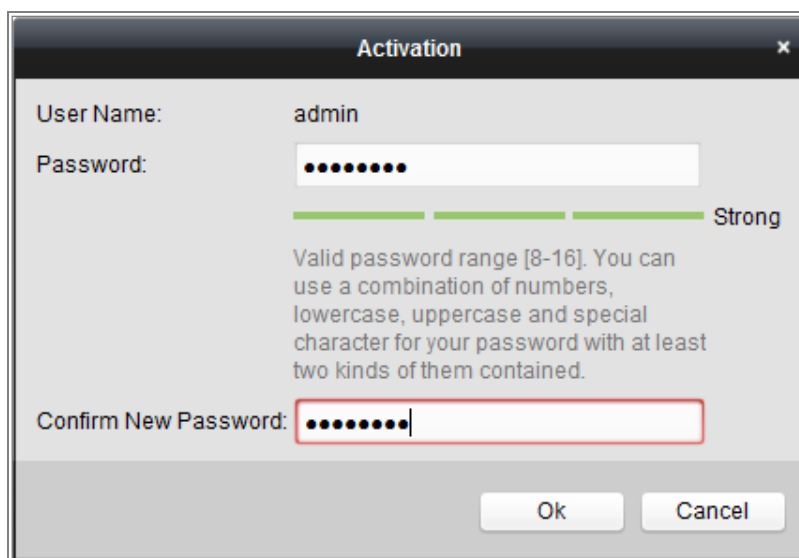 Activation
×
User Name: admin
Password: ●●●●●●●●
Strong
Valid password range [8-16]. You can
use a combination of numbers,
lowercase, uppercase and special
character for your password with at least
two kinds of them contained.
Confirm New Password: ●●●●●●●●
Ok Cancel